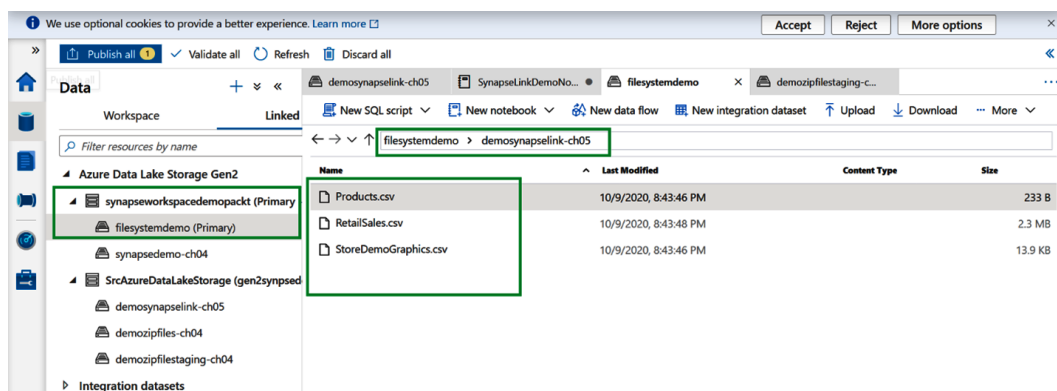 We use optional cookies to provide a better experience. Learn more
Accept
Reject
More options
Publish all 1
Validate all
Refresh
Discard all
Publish all
Data
demosynapselink-ch05
SynapseLinkDemoNo...
filesystemdemo
demozipfilestaging-c...
Workspace
Linked
New SQL script
New notebook
New data flow
New integration dataset
Upload
Download
More
Filter resources by name
filesystemdemo > demosynapselink-ch05
Azure Data Lake Storage Gen2
synapseworkspacedemopackt (Primary
filesystemdemo (Primary)
synapsedemo-ch04
SrcAzureDataLakeStorage (gen2synpsed
demosynapselink-ch05
demozipfiles-ch04
demozipfilestaging-ch04
Integration datasets
Name
Last Modified
Content Type
Size
Products.csv
10/9/2020, 8:43:46 PM
233 B
RetailSales.csv
10/9/2020, 8:43:48 PM
2.3 MB
StoreDemoGraphics.csv
10/9/2020, 8:43:46 PM
13.9 KB